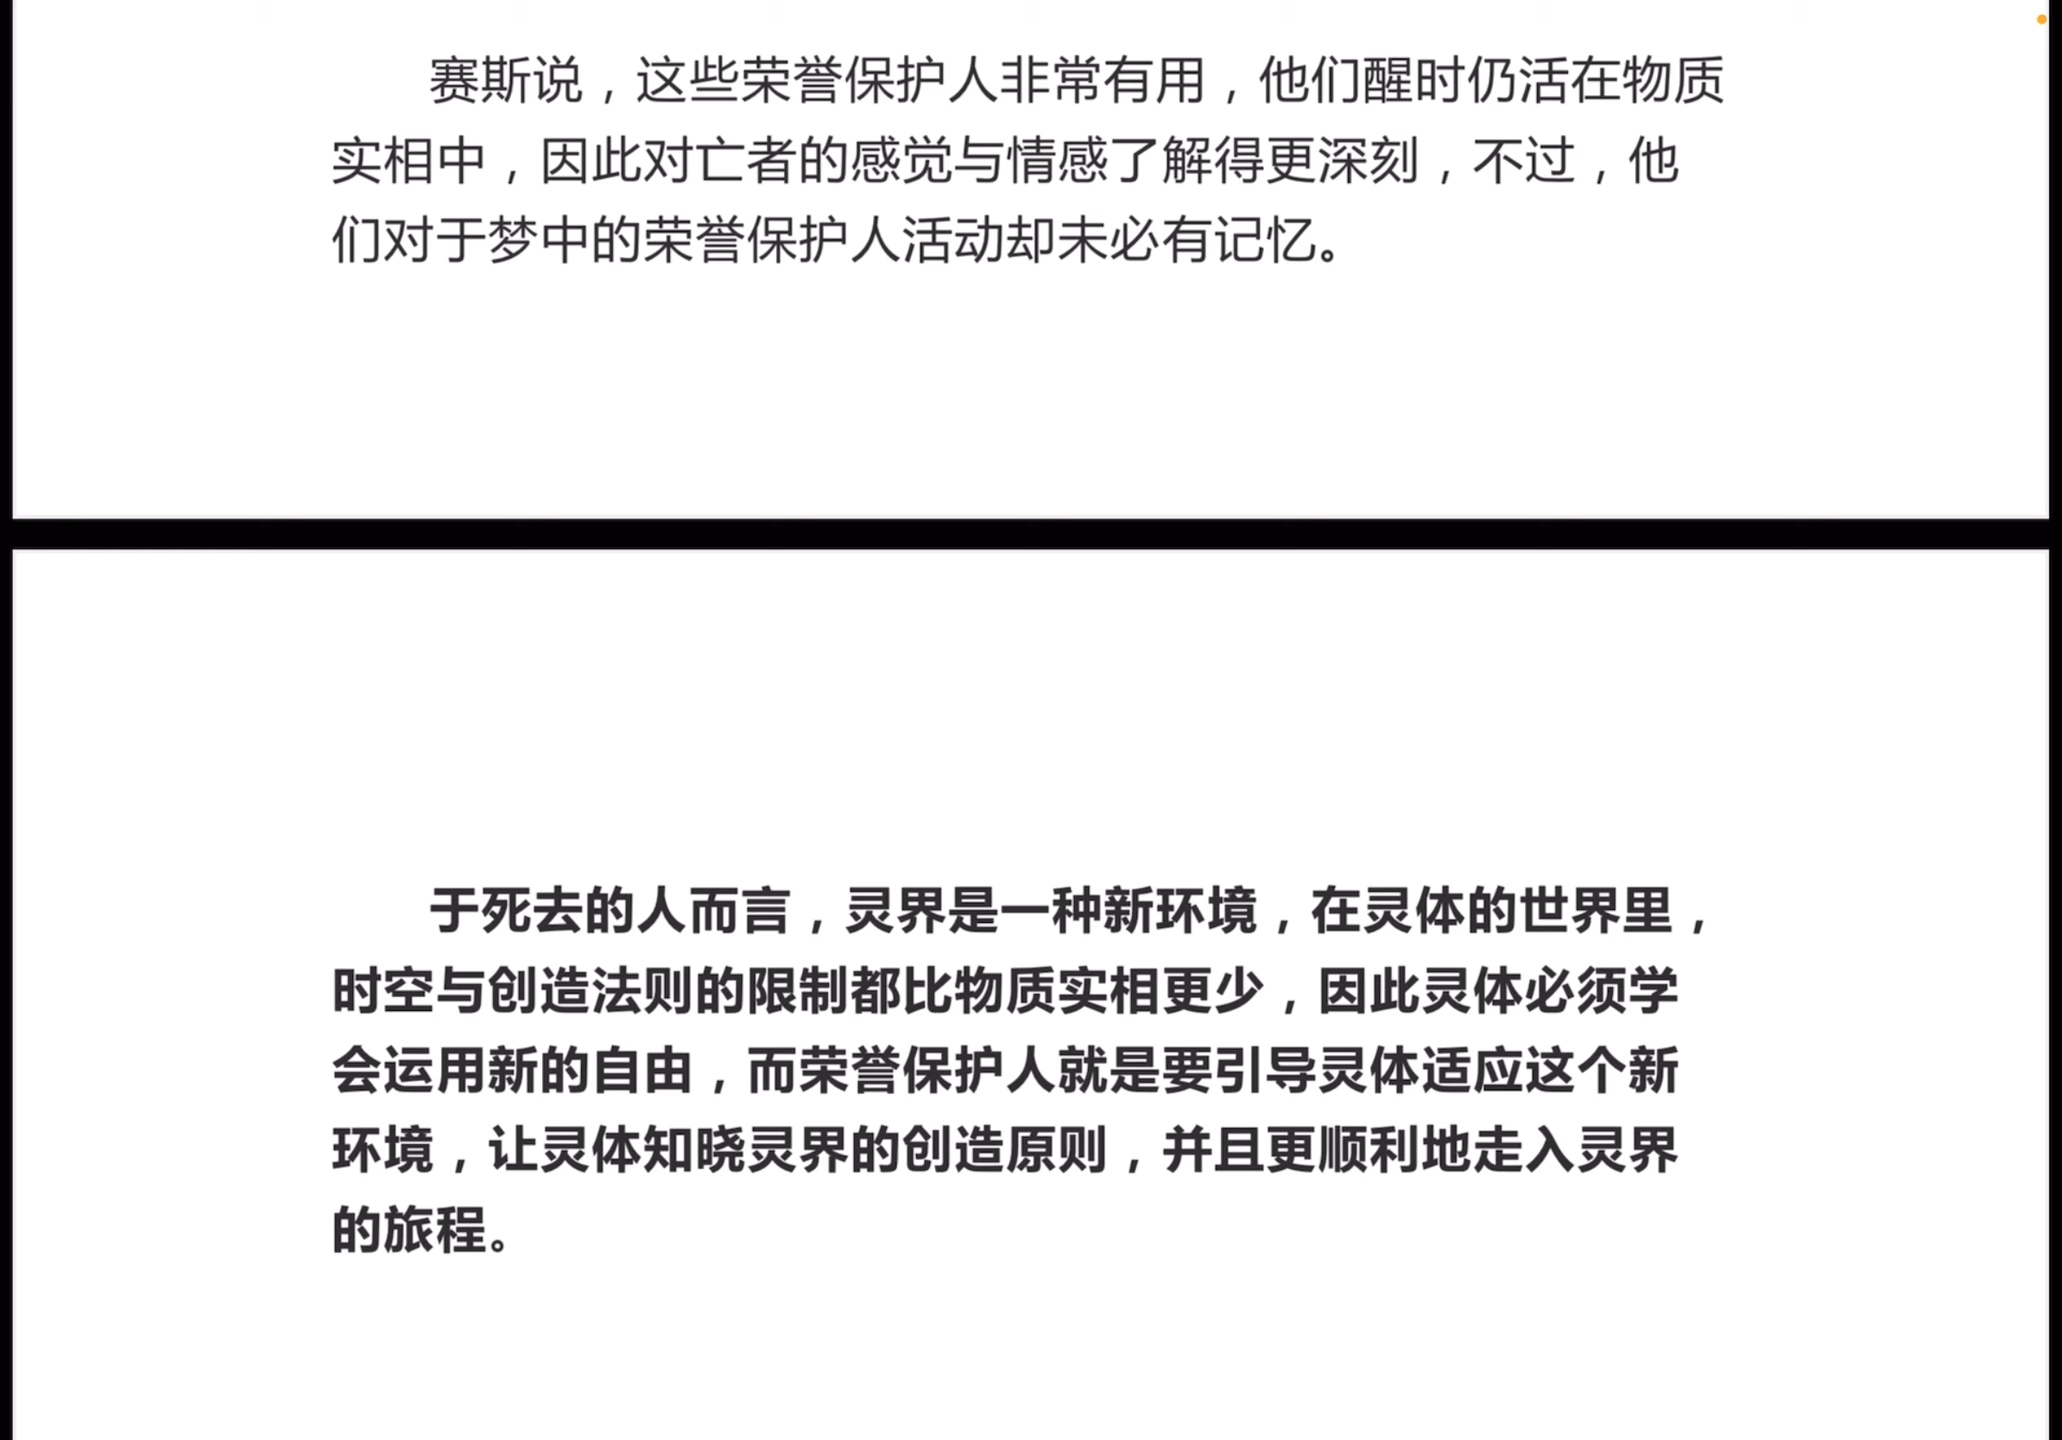 赛斯说，这些荣誉保护人非常有用，他们醒时仍活在物质
实相中，因此对亡者的感觉与情感了解得更深刻，不过，他
们对于梦中的荣誉保护人活动却未必有记忆。
于死去的人而言，灵界是一种新环境，在灵体的世界里，
时空与创造法则的限制都比物质实相更少，因此灵体必须学
会运用新的自由，而荣誉保护人就是要引导灵体适应这个新
环境，让灵体知晓灵界的创造原则，并且更顺利地走入灵界
的旅程。